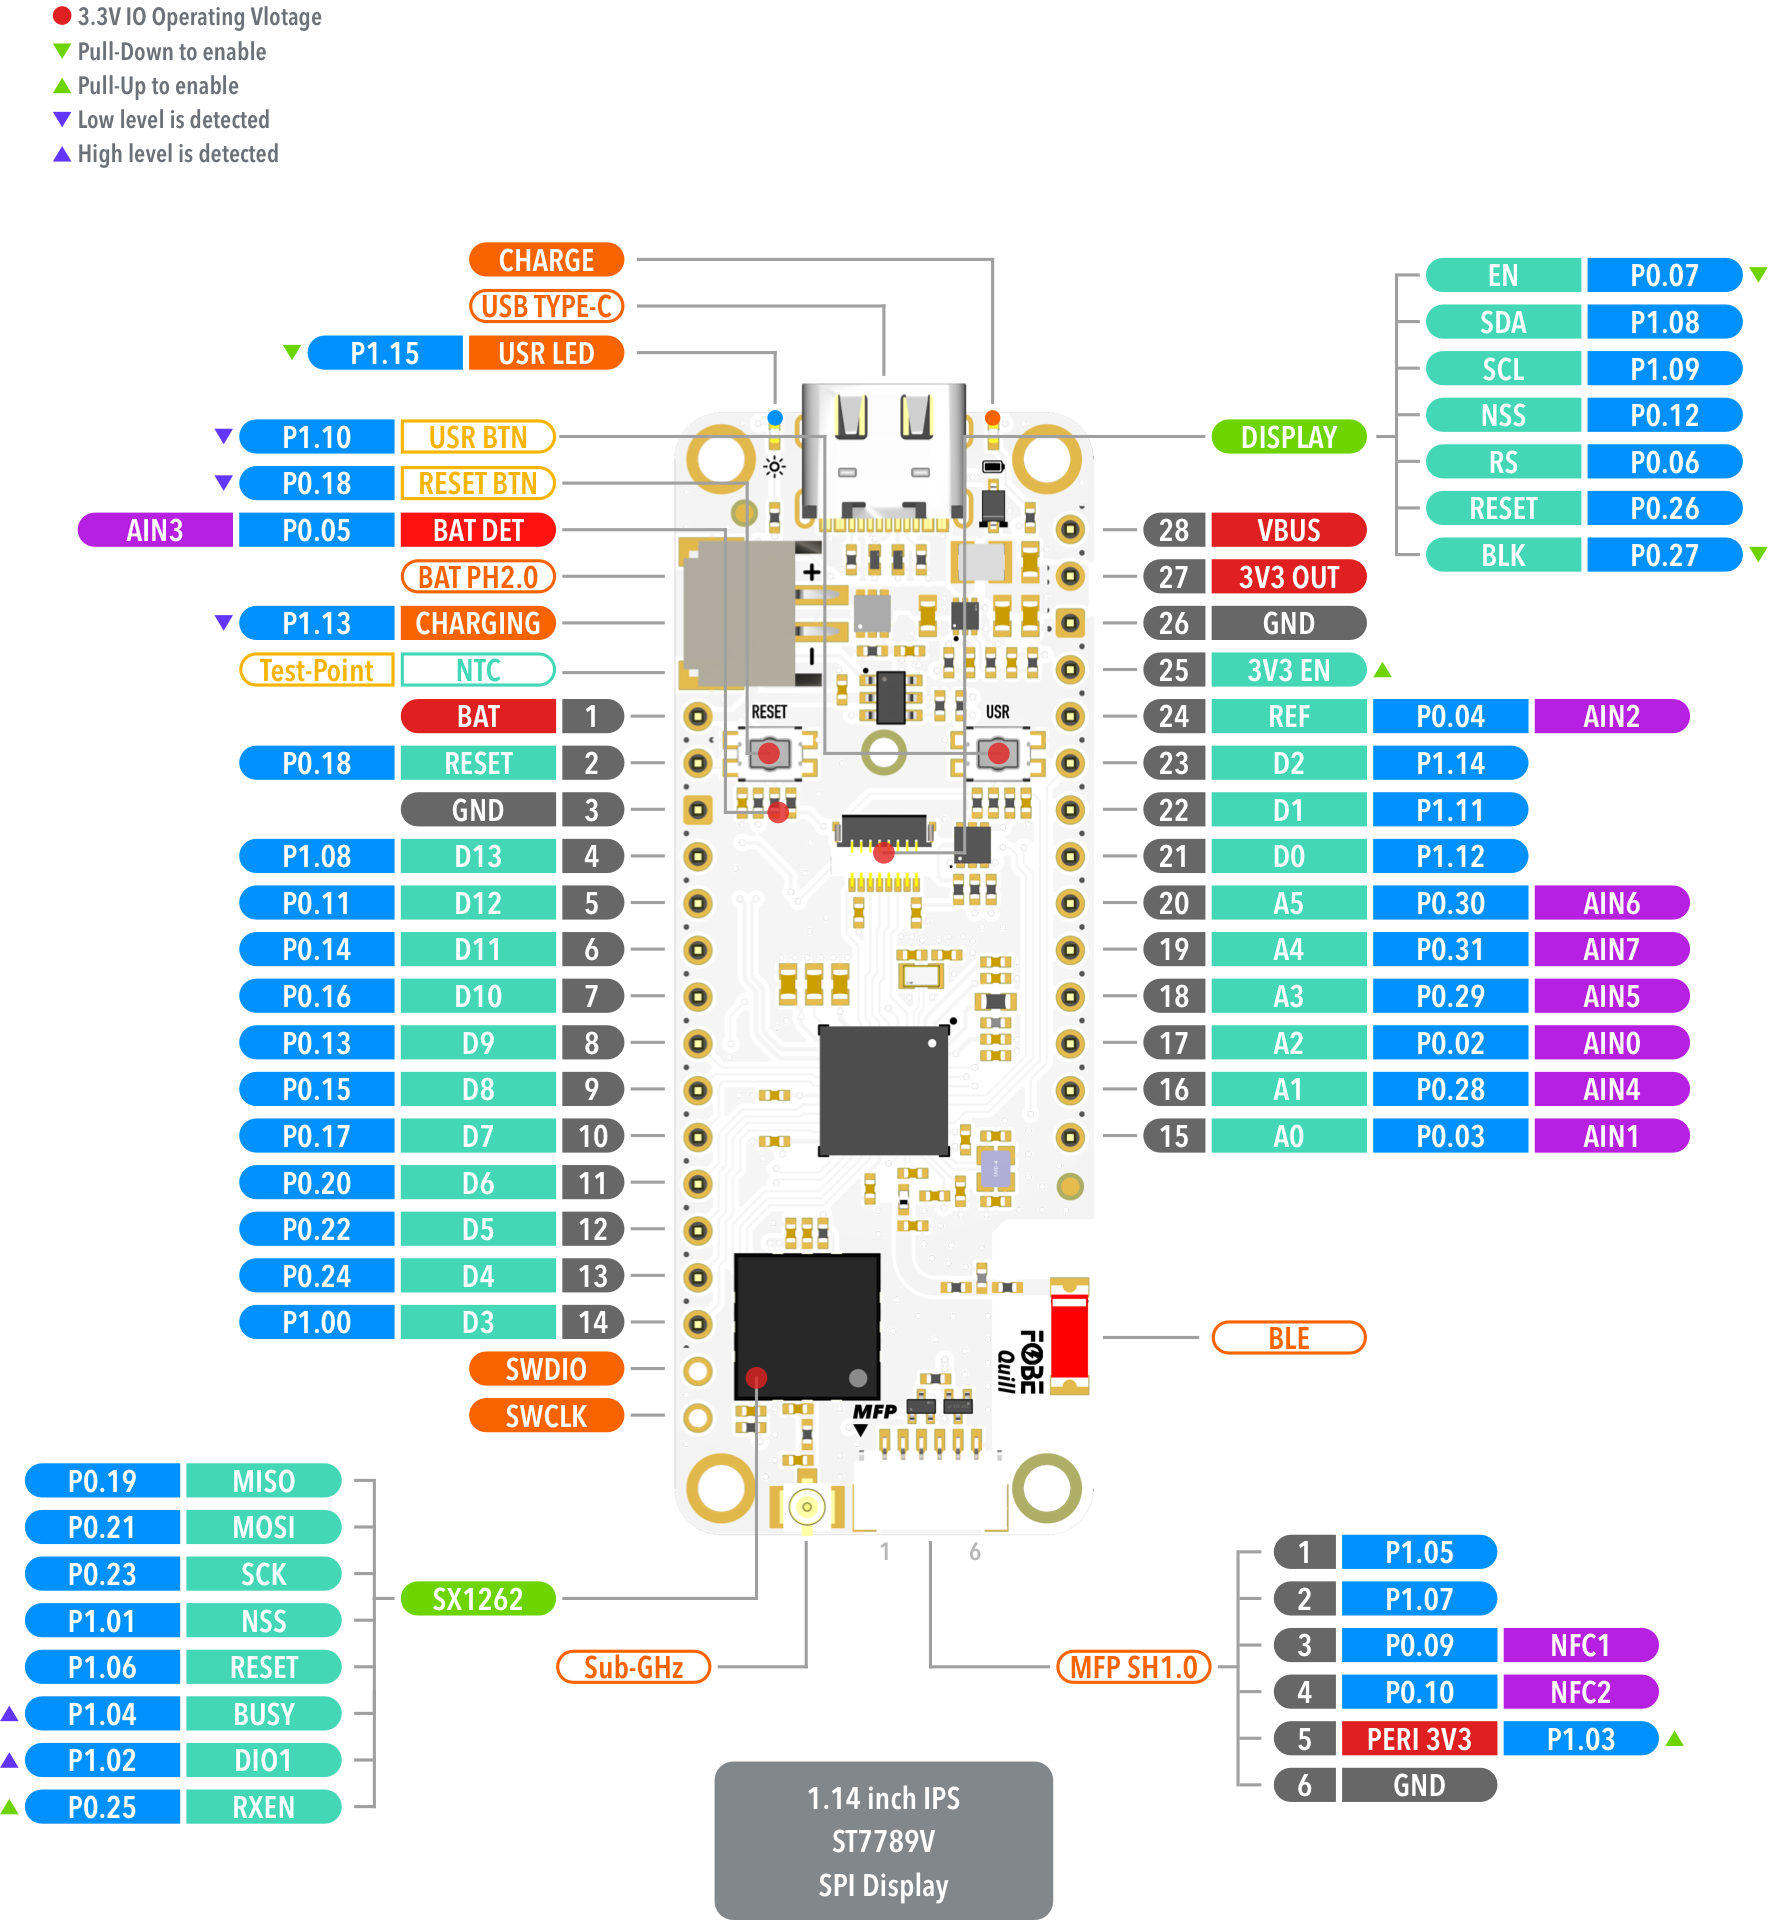 3.3V IO Operating Vlotage
Pull-Down to enable
Pull-Up to enable
Low level is detected
High level is detected
CHARGE
USB TYPE-C
P1.15 USR LED
P1.10 USR BTN
P0.18 RESET BTN
AIN3 P0.05 BAT DET
BAT PH2.0
P1.13 CHARGING
Test-Point NTC
BAT 1
P0.18 RESET 2
GND 3
P1.08 D13 4
P0.11 D12 5
P0.14 D11 6
P0.16 D10 7
P0.13 D9 8
P0.15 D8 9
P0.17 D7 10
P0.20 D6 11
P0.22 D5 12
P0.24 D4 13
P1.00 D3 14
SWDIO
SWCLK
P0.19 MISO
P0.21 MOSI
P0.23 SCK
P1.01 NSS
P1.06 RESET
P1.04 BUSY
P1.02 DIO1
P0.25 RXEN
SX1262
Sub-GHz
+
RESET
USR
FOBE
Quill
MFP
1 6
DISPLAY
EN P0.07
SDA P1.08
SCL P1.09
NSS P0.12
RS P0.06
RESET P0.26
BLK P0.27
28 VBUS
27 3V3 OUT
26 GND
25 3V3 EN
24 REF P0.04 AIN2
23 D2 P1.14
22 D1 P1.11
21 D0 P1.12
20 A5 P0.30 AIN6
19 A4 P0.31 AIN7
18 A3 P0.29 AIN5
17 A2 P0.02 AIN0
16 A1 P0.28 AIN4
15 A0 P0.03 AIN1
BLE
MFP SH1.0
1 P1.05
2 P1.07
3 P0.09 NFC1
4 P0.10 NFC2
5 PERI 3V3 P1.03
6 GND
1.14 inch IPS
ST7789V
SPI Display